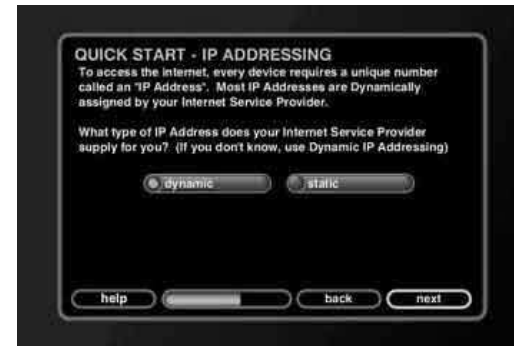 QUICK START - IP ADDRESSING
To access the internet, every device requires a unique number
called an "IP Address". Most IP Addresses are Dynamically
assigned by your Internet Service Provider.
What type of IP Address does your Internet Service Provider
supply for you? (If you don't know, use Dynamic IP Addressing)
dynamic static
help back next